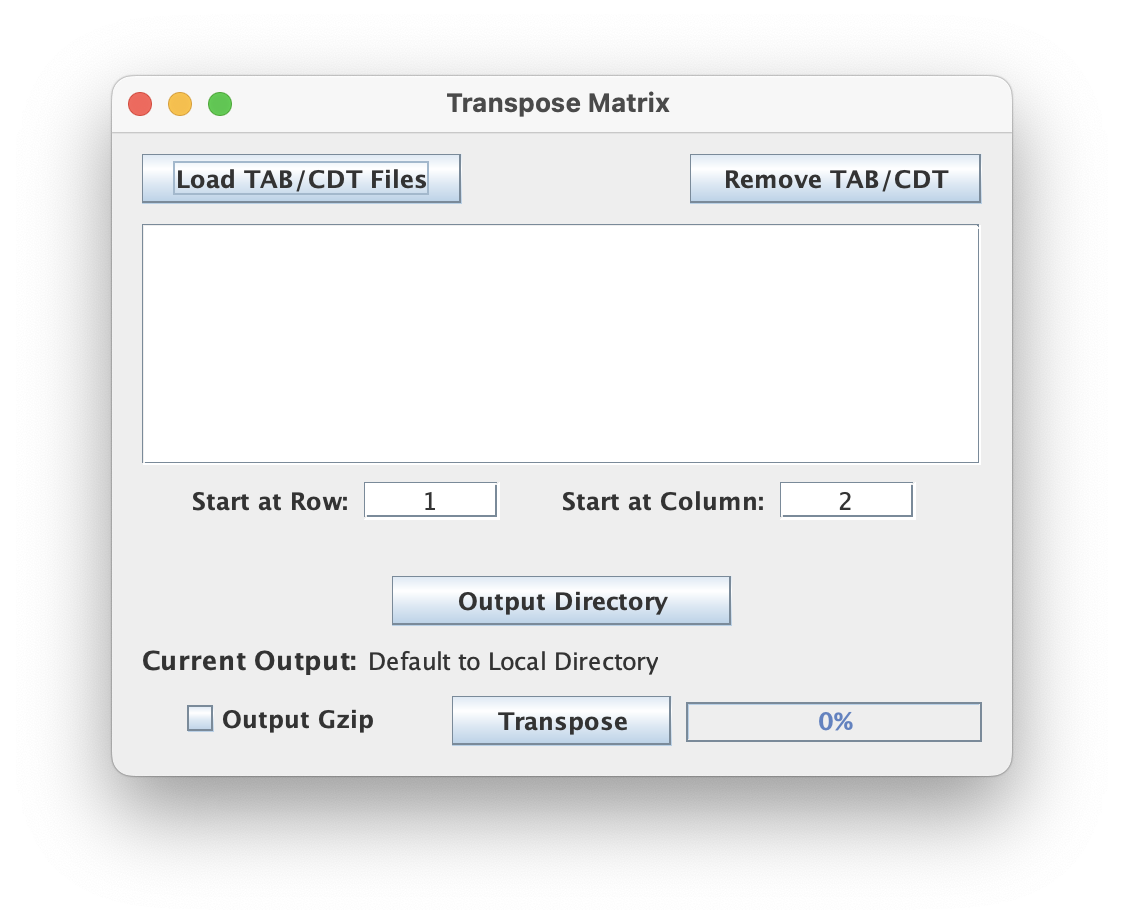 Transpose Matrix
Load TAB/CDT Files Remove TAB/CDT
Start at Row: 1 Start at Column: 2
Output Directory
Current Output: Default to Local Directory
Output Gzip Transpose 0%